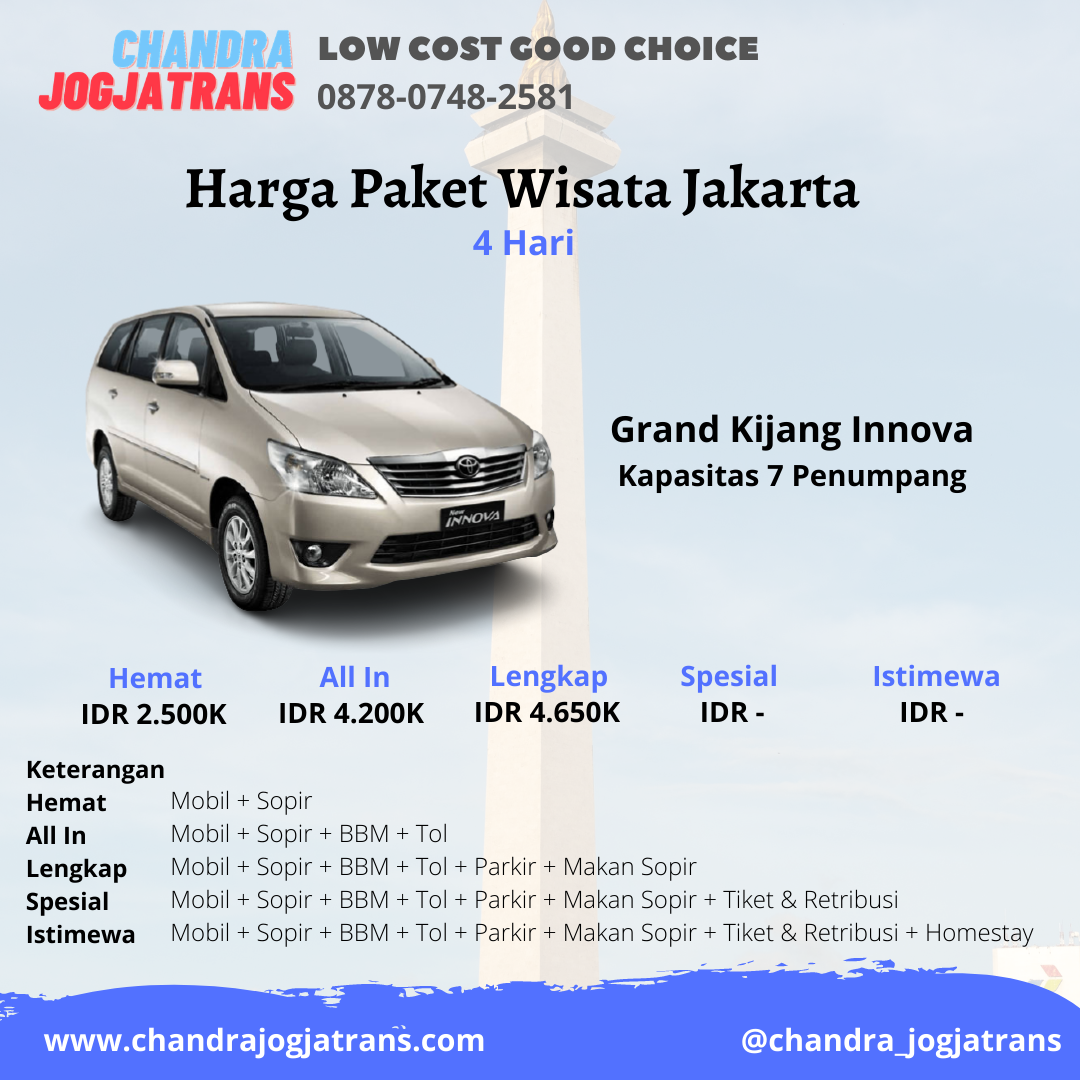 CHANDRA
JOGJATRANS
LOW COST GOOD CHOICE
0878-0748-2581
Harga Paket Wisata Jakarta
4 Hari
Grand Kijang Innova
Kapasitas 7 Penumpang
New
INNOVA
Hemat All In Lengkap Spesial Istimewa
IDR 2.500K IDR 4.200K IDR 4.650K IDR - IDR -
Keterangan
Hemat Mobil + Sopir
All In Mobil + Sopir + BBM + Tol
Lengkap Mobil + Sopir + BBM + Tol + Parkir + Makan Sopir
Spesial Mobil + Sopir + BBM + Tol + Parkir + Makan Sopir + Tiket & Retribusi
Istimewa Mobil + Sopir + BBM + Tol + Parkir + Makan Sopir + Tiket & Retribusi + Homestay
www.chandrajogjatrans.com @chandra_jogjatrans